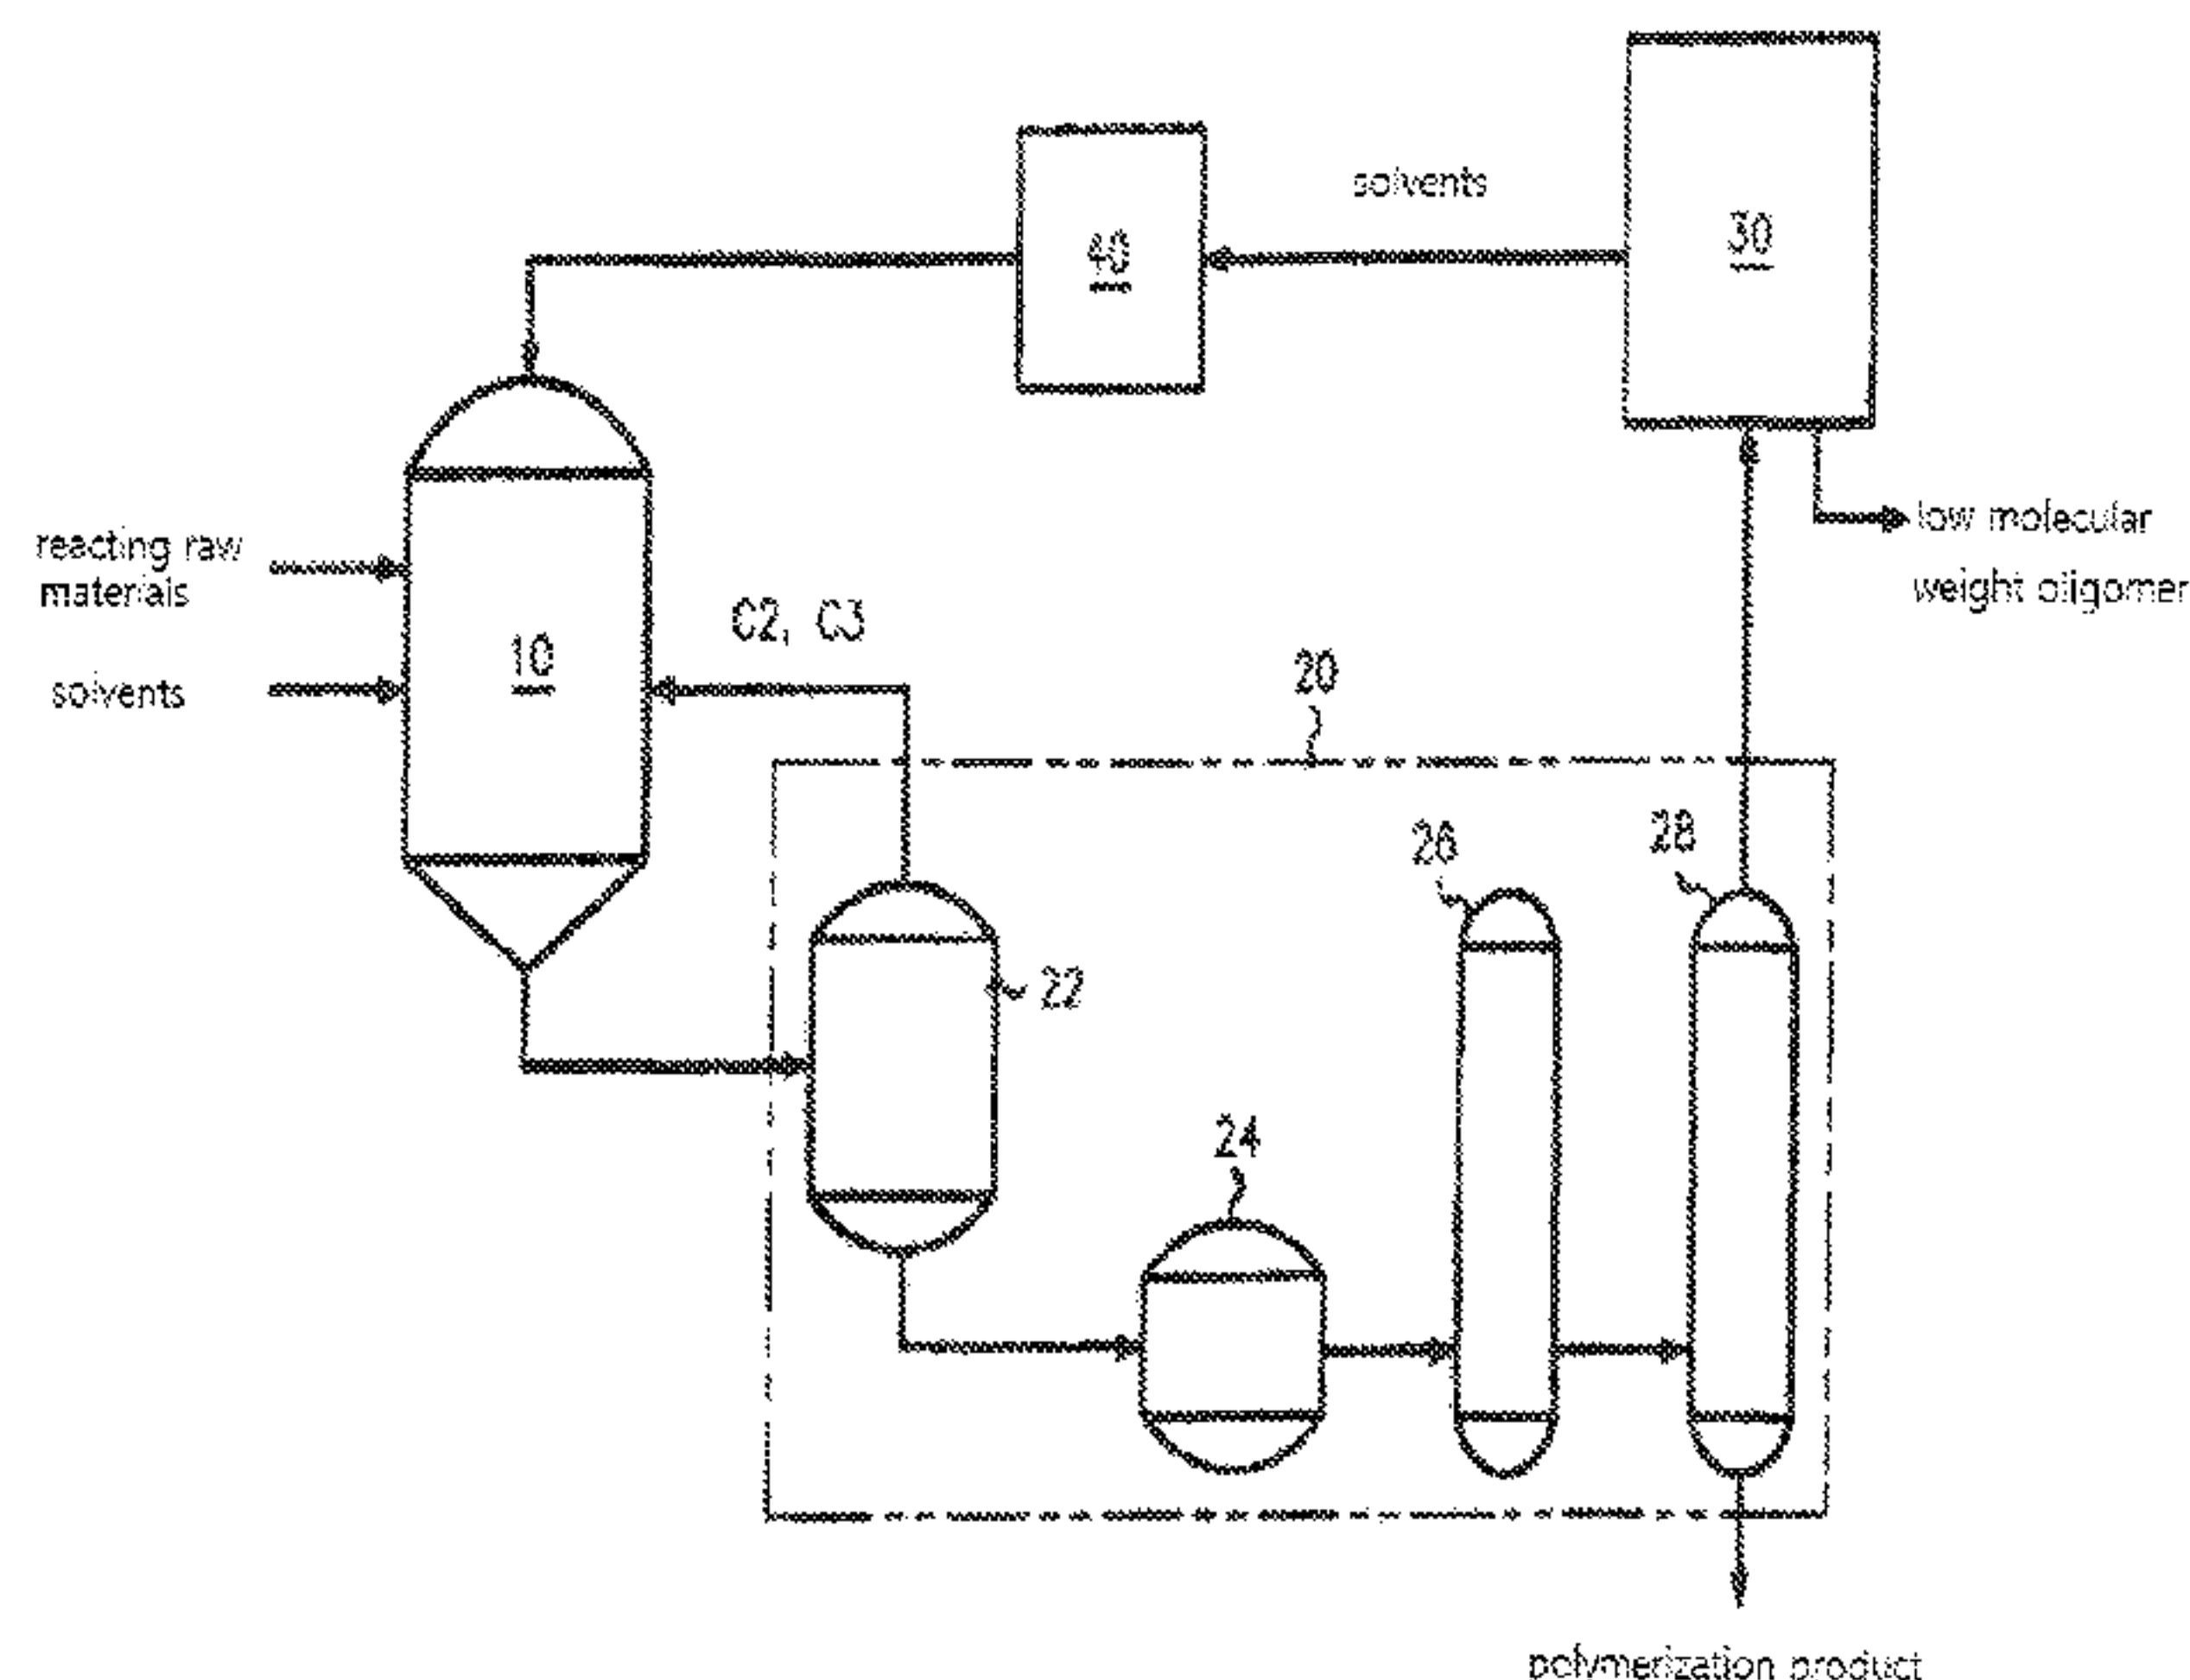 30
solvents
40
low molecular
weight oligomer
reacting raw
materials
C2, C3
10
20
solvents
26
28
22
24
polymerization product